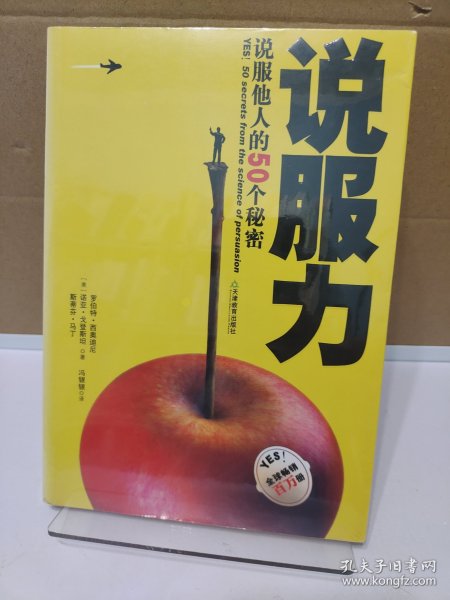 说服力
说服他人的50个秘密
YES! 50 secrets from the science of persuasion
天津教育出版社
[美]
罗伯特·西奥迪尼
诺亚·戈登斯坦 著
斯蒂芬·马丁
冯银银 译
YES!
全球畅销
百万册
孔夫子旧书网
www.kongfz.com